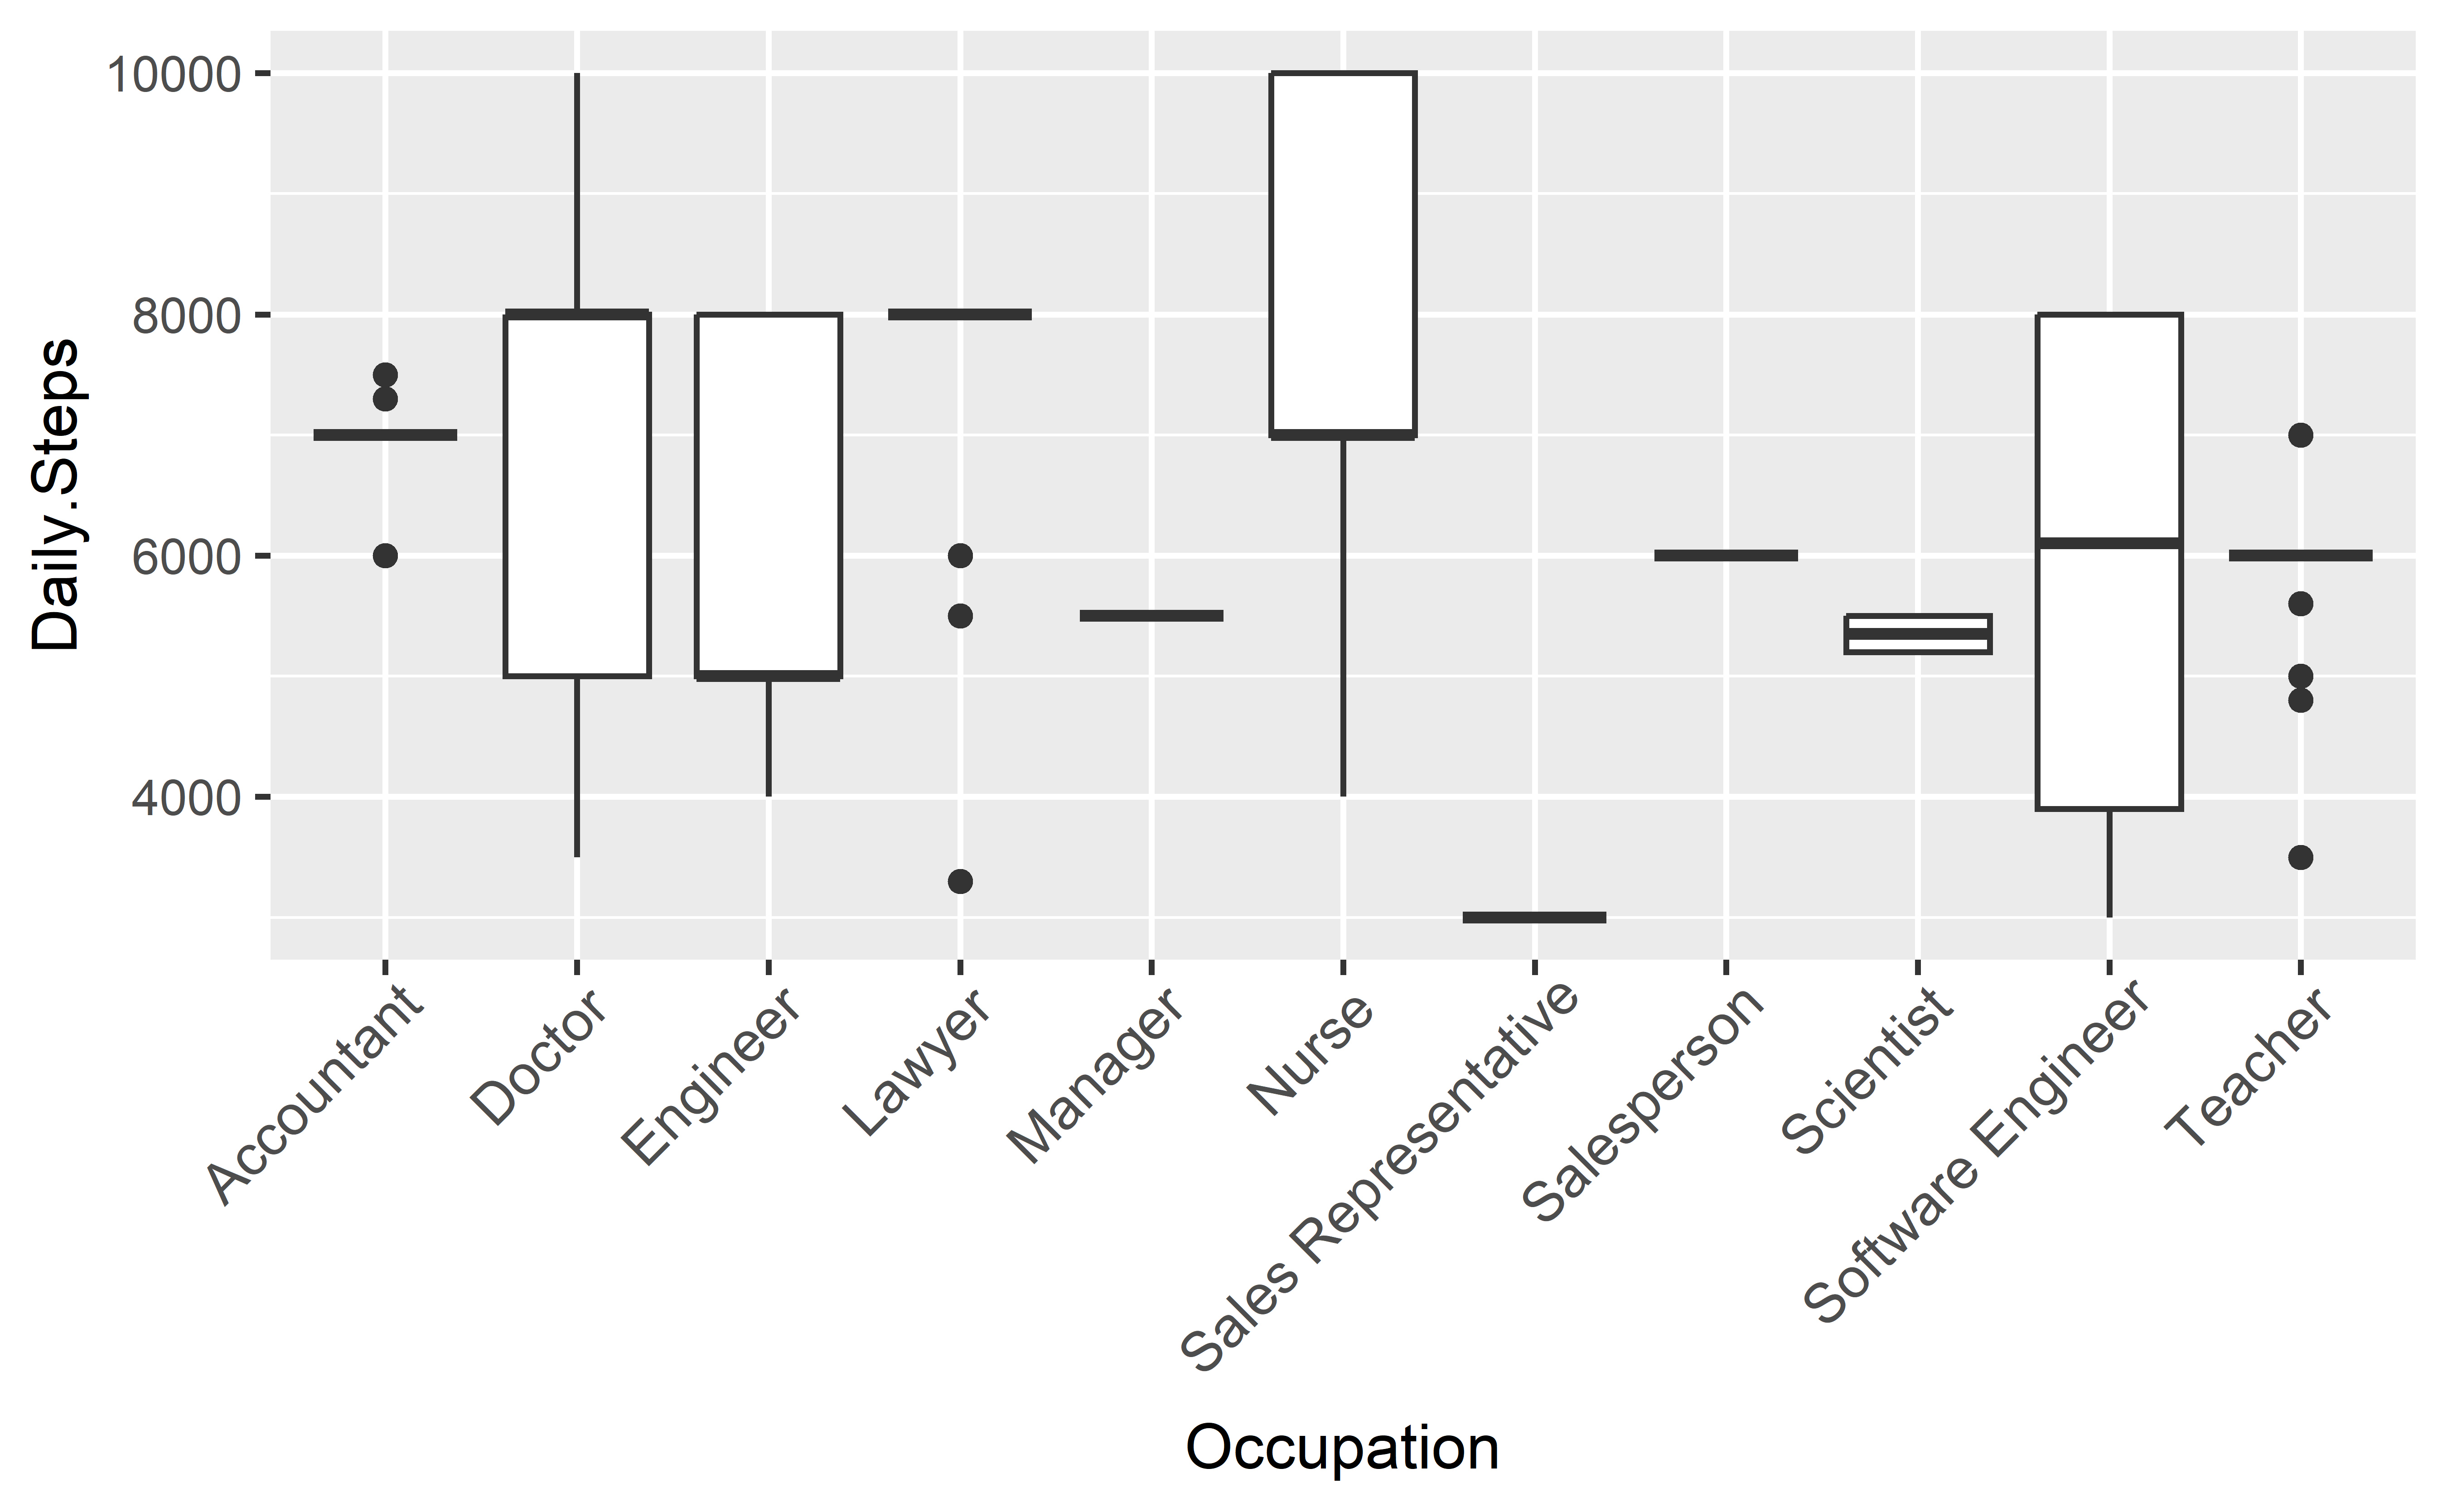 Daily.Steps
10000
8000
6000
4000
Accountant
Doctor
Engineer
Lawyer
Manager
Nurse
Sales Representative
Salesperson
Scientist
Software Engineer
Teacher
Occupation